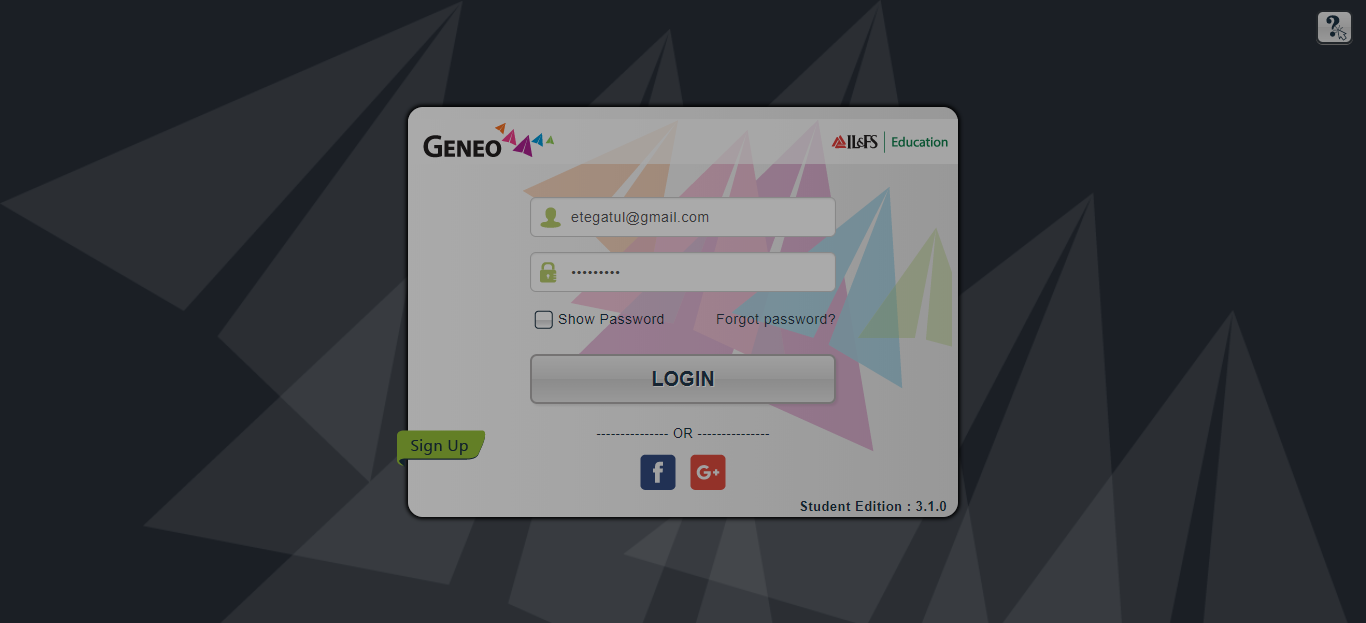 ?
GENEO
IL&FS Education
etegatul@gmail.com
•••••••••
Show Password Forgot password?
LOGIN
--------------- OR ---------------
Sign Up
f G+
Student Edition : 3.1.0